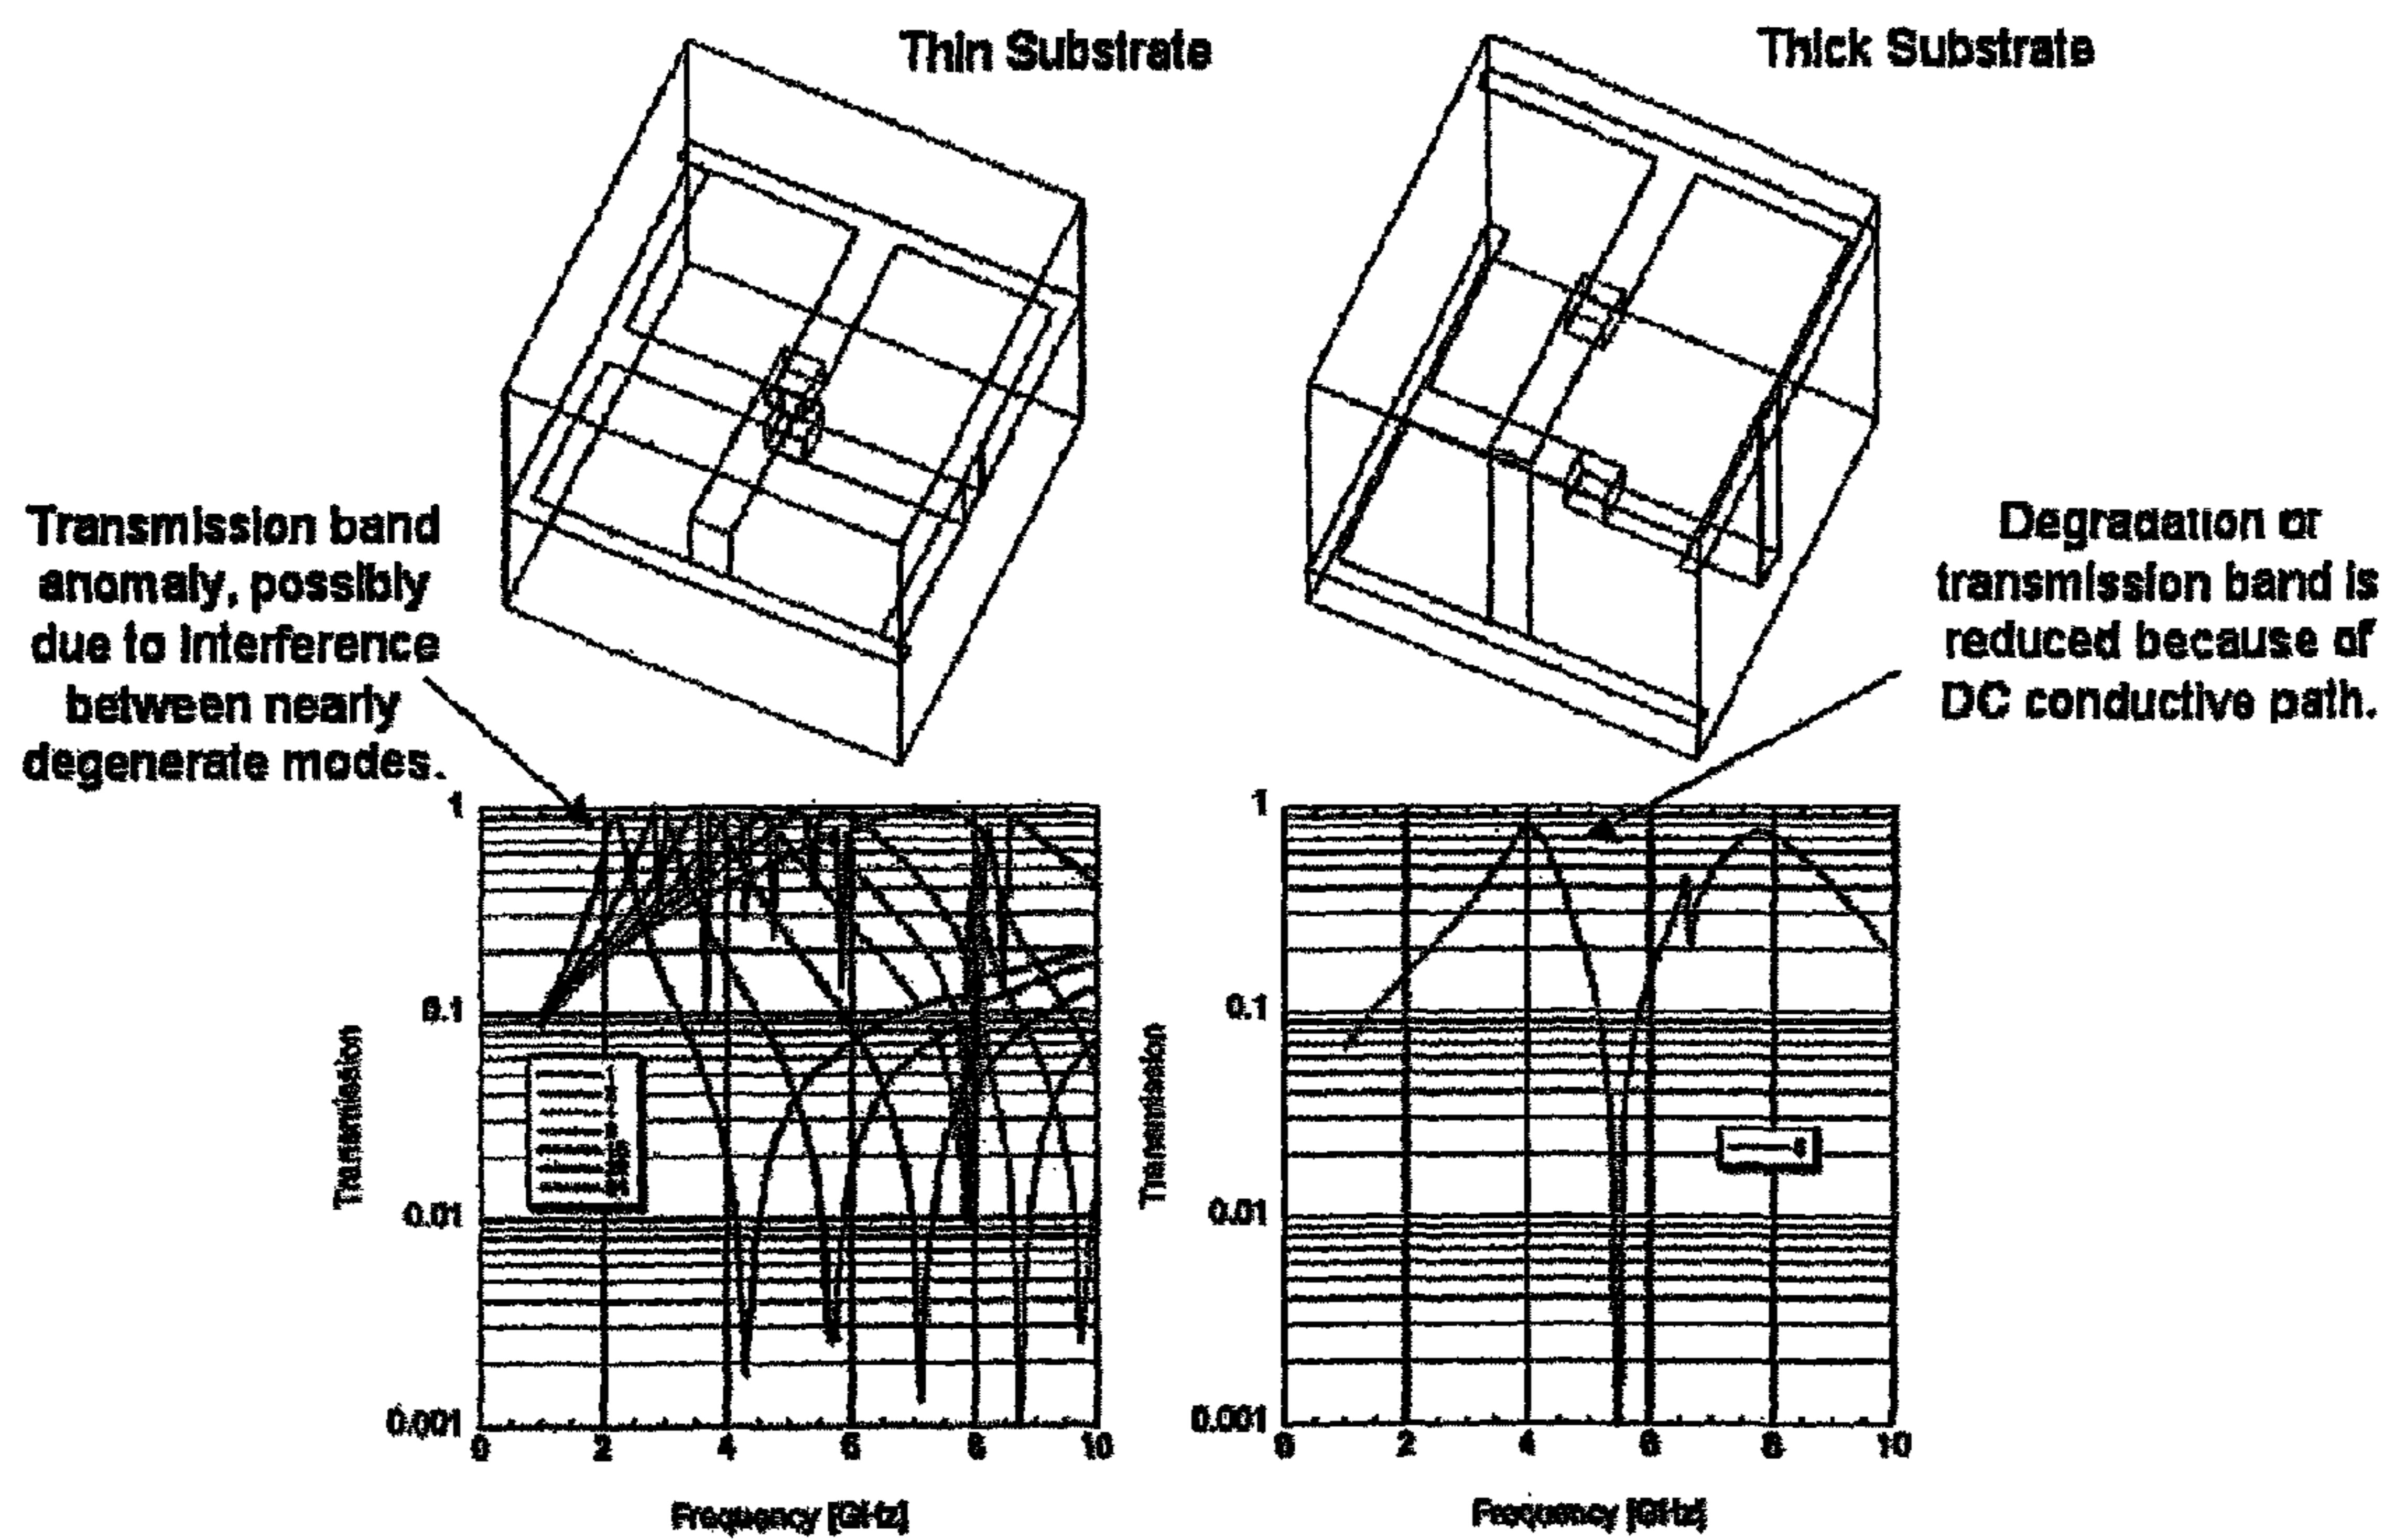 Thin Substrate
Thick Substrate
Transmission band
anomaly, possibly
due to interference
between nearly
degenerate modes.
Degradation of
transmission band is
reduced because of
DC conductive path.
1
0.1
0.01
0.001
Transmission
0
2
4
6
8
10
Frequency [GHz]
1
0.1
0.01
0.001
Transmission
0
2
4
6
8
10
Frequency [GHz]